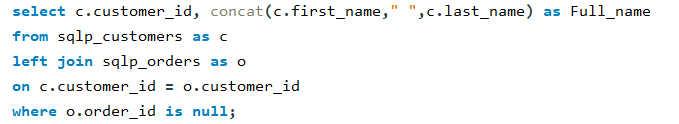 select c.customer_id, concat(c.first_name," ",c.last_name) as Full_name
from sqlp_customers as c
left join sqlp_orders as o
on c.customer_id = o.customer_id
where o.order_id is null;